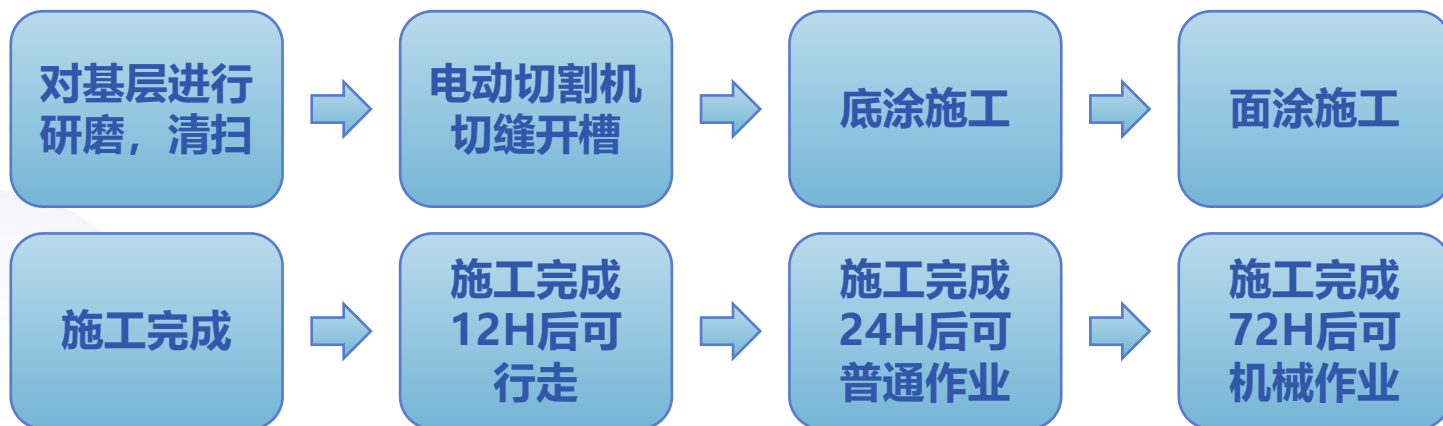 对基层进行
研磨，清扫
电动切割机
切缝开槽
底涂施工
面涂施工
施工完成
施工完成
12H后可
行走
施工完成
24H后可
普通作业
施工完成
72H后可
机械作业